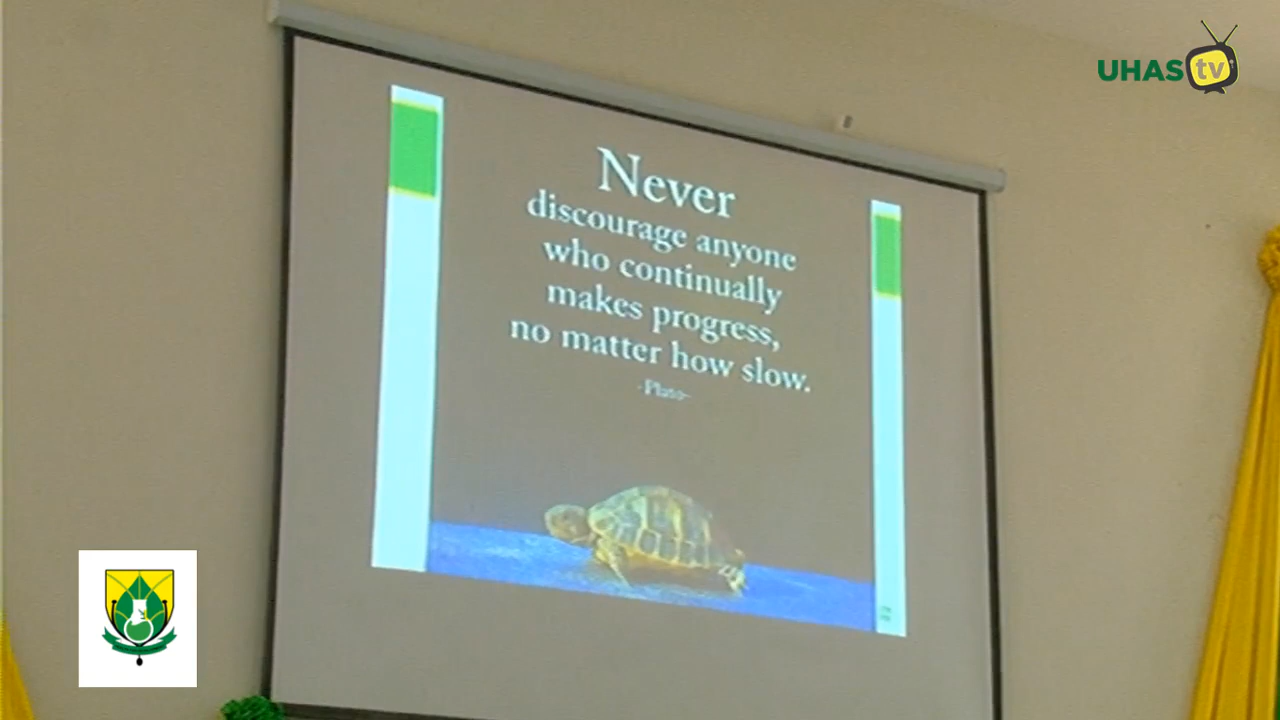 UHAS tv
Never
discourage anyone
who continually
makes progress,
no matter how slow.
-Plato-